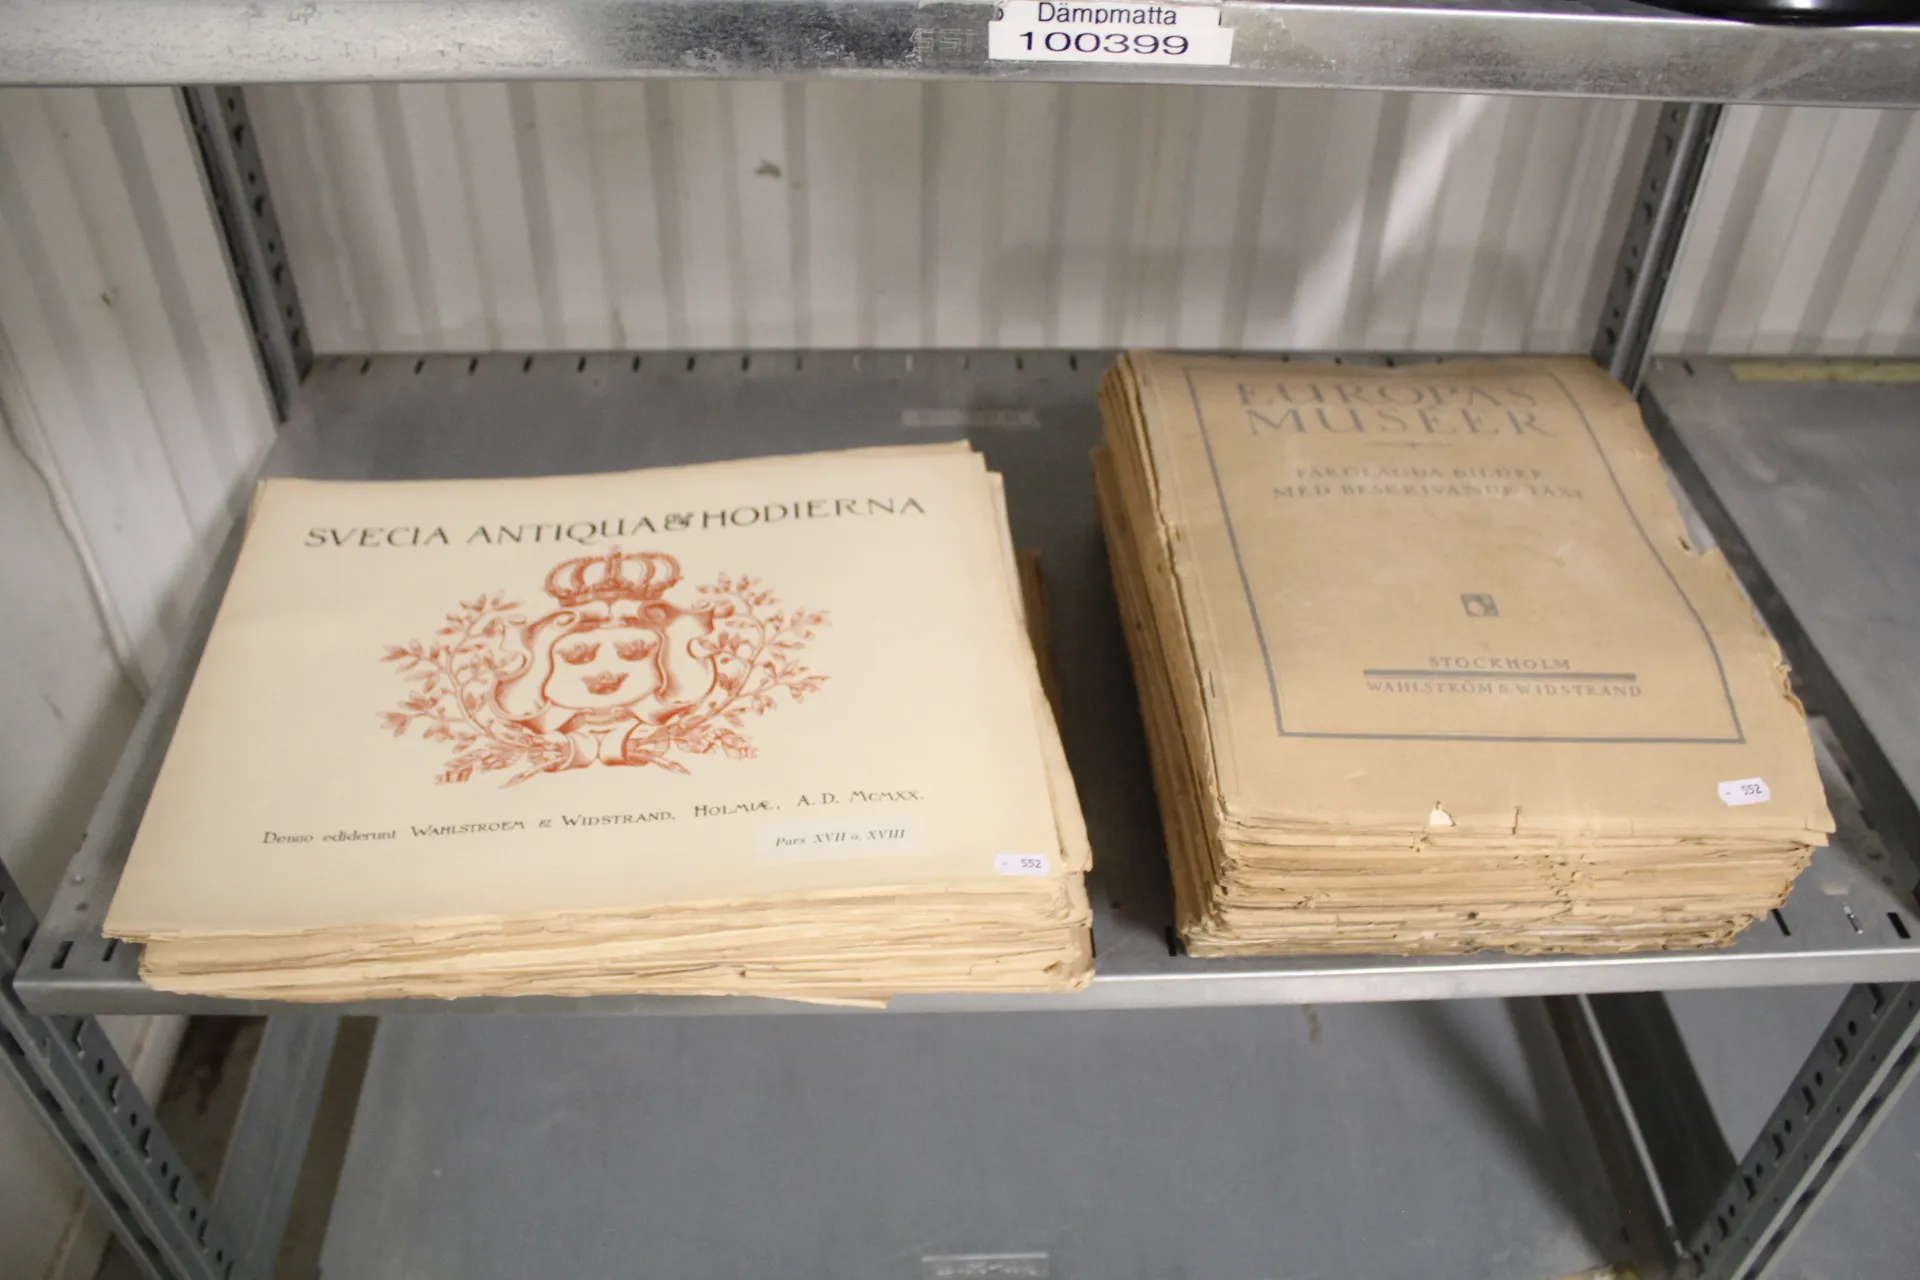 Dämpmatta
100399
SVECIA ANTIQUA & HODIERNA
Denuo ediderunt WAHLSTROEM & WIDSTRAND, HOLMIÆ, A. D. MCMXX.
Pars XVII o. XVIII
- 552
EUROPAS
MUSEER
FÄRGLAGDA BILDER
MED BESKRIVANDE TEXT
STOCKHOLM
WAHLSTRÖM & WIDSTRAND
- 552